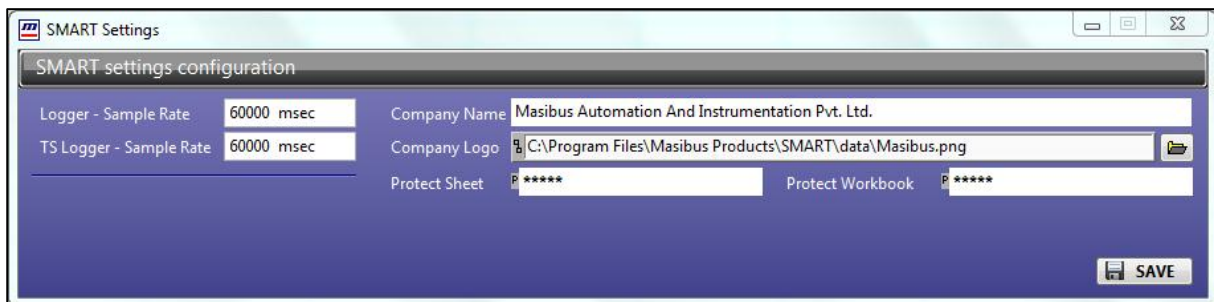 SMART Settings
SMART settings configuration
Logger - Sample Rate 60000 msec Company Name Masibus Automation And Instrumentation Pvt. Ltd.
TS Logger - Sample Rate 60000 msec Company Logo C:\Program Files\Masibus Products\SMART\data\Masibus.png
Protect Sheet ***** Protect Workbook *****
SAVE